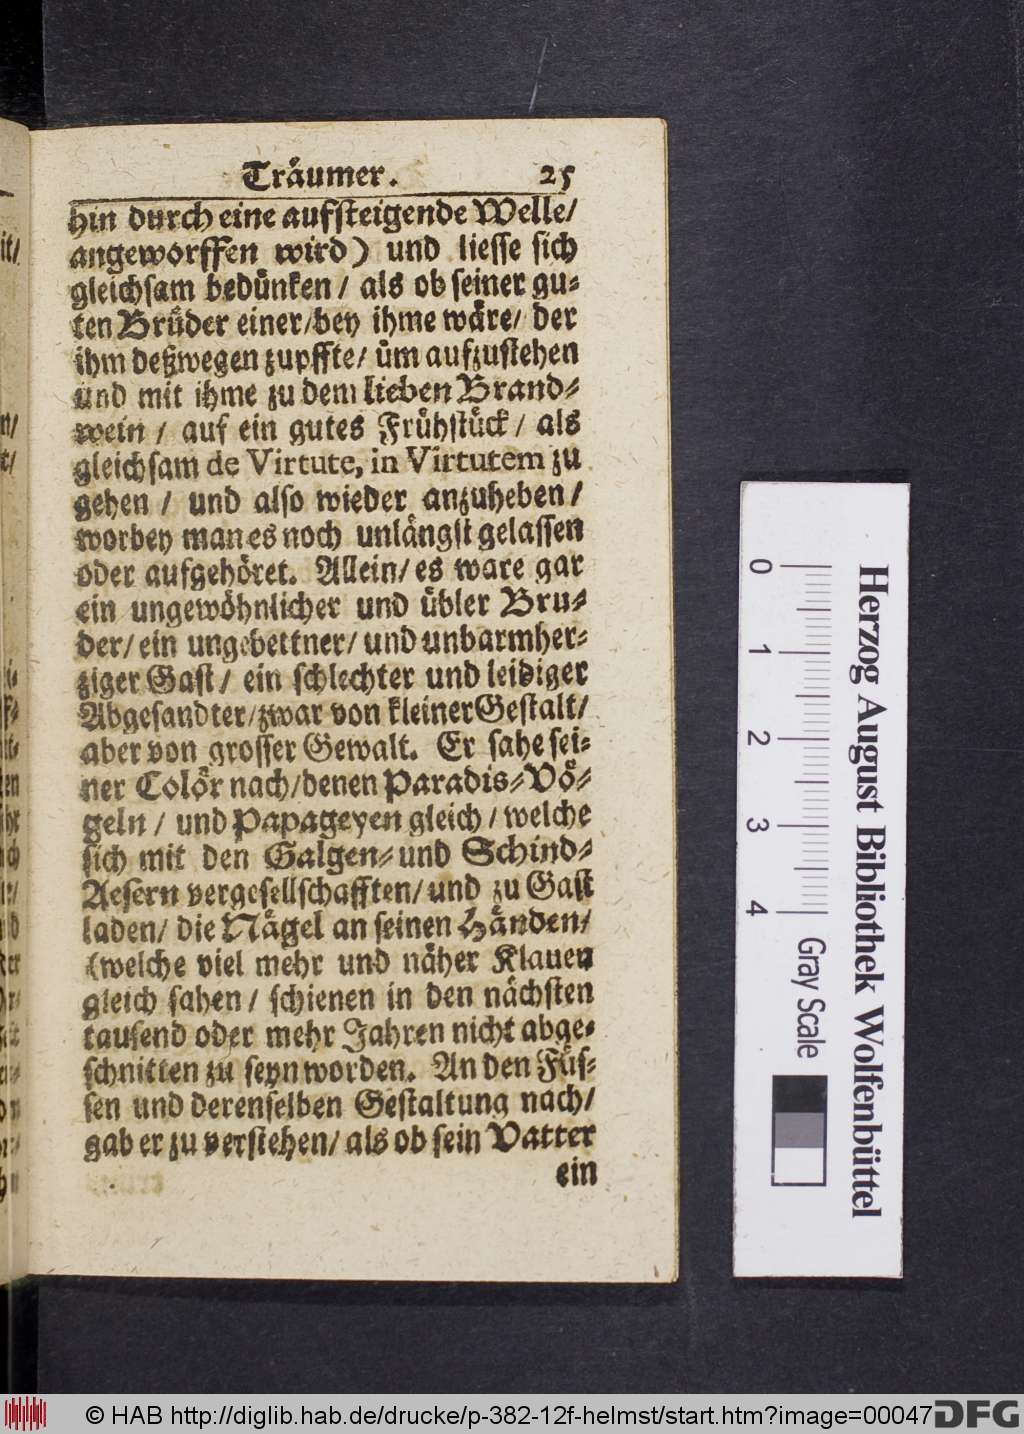 Träumer. 25
hin durch eine aufsteigende Welle/
angeworffen wird) und liesse sich
gleichsam bedünken / als ob seiner gu-
ten Brüder einer/bey ihme wäre/ der
ihm deßwegen zupffte/ üm aufzustehen
und mit ihme zu dem lieben Brand-
wein / auf ein gutes Frühstück / als
gleichsam de Virtute, in Virtutem zu
gehen / und also wieder anzuheben /
worbey man es noch unlängst gelassen
oder aufgehöret. Allein/ es ware gar
ein ungewöhnlicher und übler Bru-
der/ ein ungebettner/ und unbarmher-
ziger Gast / ein schlechter und leidiger
Abgesandter/zwar von kleiner Gestalt/
aber von grosser Gewalt. Er sahe sei-
ner Colör nach/denen Paradis-Vö-
geln / und Papageyen gleich / welche
sich mit den Galgen- und Schind-
Aesern vergesellschafften/ und zu Gast
laden/ die Nägel an seinen Händen/
(welche viel mehr und näher Klauen
gleich sahen / schienen in den nächsten
tausend oder mehr Jahren nicht abge-
schnitten zu seyn worden. An den Füs-
sen und derenselben Gestaltung nach/
gab er zu verstehen/ als ob sein Vatter
ein
0 1 2 3 4
Gray Scale
Herzog August Bibliothek Wolfenbüttel
© HAB http://diglib.hab.de/drucke/p-382-12f-helmst/start.htm?image=00047
DFG